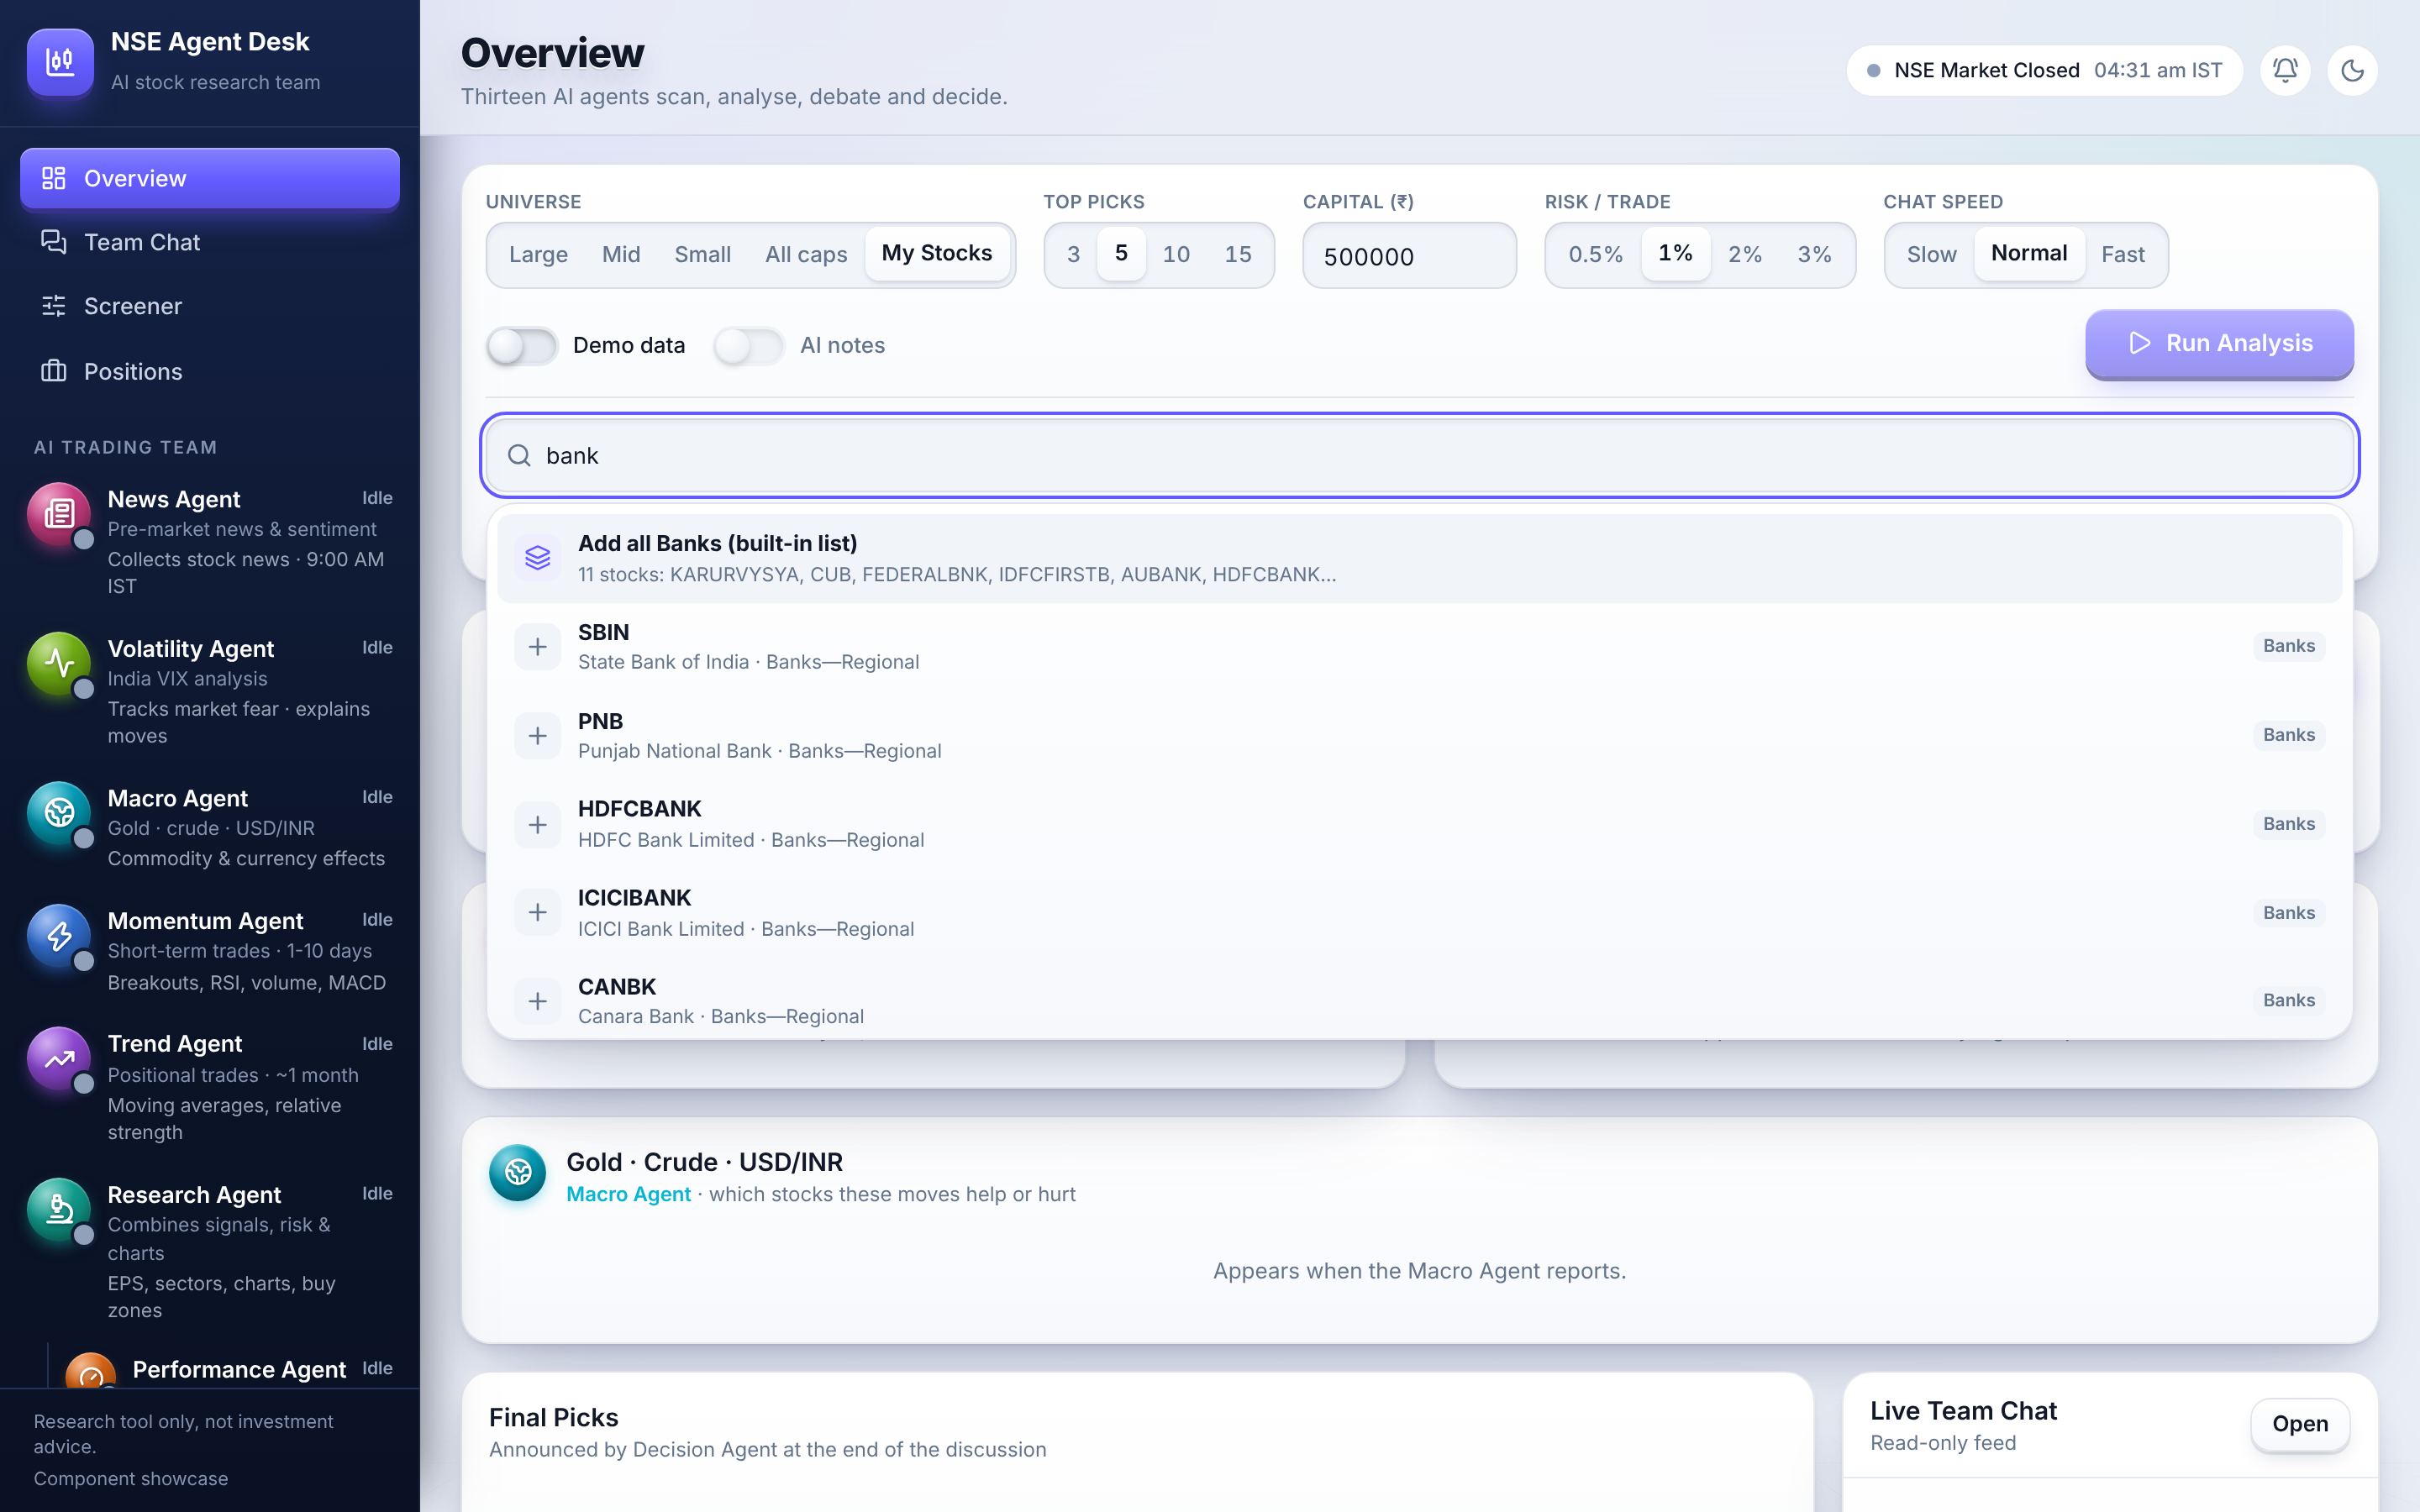 NSE Agent Desk
AI stock research team
Overview
Team Chat
Screener
Positions
AI TRADING TEAM
News Agent
Idle
Pre-market news & sentiment
Collects stock news · 9:00 AM
IST
Volatility Agent
Idle
India VIX analysis
Tracks market fear · explains
moves
Macro Agent
Idle
Gold · crude · USD/INR
Commodity & currency effects
Momentum Agent
Idle
Short-term trades · 1-10 days
Breakouts, RSI, volume, MACD
Trend Agent
Idle
Positional trades · ~1 month
Moving averages, relative
strength
Research Agent
Idle
Combines signals, risk &
charts
EPS, sectors, charts, buy
zones
Performance Agent
Idle
Research tool only, not investment
advice.
Component showcase
Overview
Thirteen AI agents scan, analyse, debate and decide.
NSE Market Closed 04:31 am IST
UNIVERSE
Large Mid Small All caps My Stocks
TOP PICKS
3 5 10 15
CAPITAL (₹)
500000
RISK / TRADE
0.5% 1% 2% 3%
CHAT SPEED
Slow Normal Fast
Demo data
AI notes
Run Analysis
bank
Add all Banks (built-in list)
11 stocks: KARURVYSYA, CUB, FEDERALBNK, IDFCFIRSTB, AUBANK, HDFCBANK…
SBIN
State Bank of India · Banks—Regional
Banks
PNB
Punjab National Bank · Banks—Regional
Banks
HDFCBANK
HDFC Bank Limited · Banks—Regional
Banks
ICICIBANK
ICICI Bank Limited · Banks—Regional
Banks
CANBK
Canara Bank · Banks—Regional
Banks
Gold · Crude · USD/INR
Macro Agent · which stocks these moves help or hurt
Appears when the Macro Agent reports.
Final Picks
Announced by Decision Agent at the end of the discussion
Live Team Chat
Read-only feed
Open